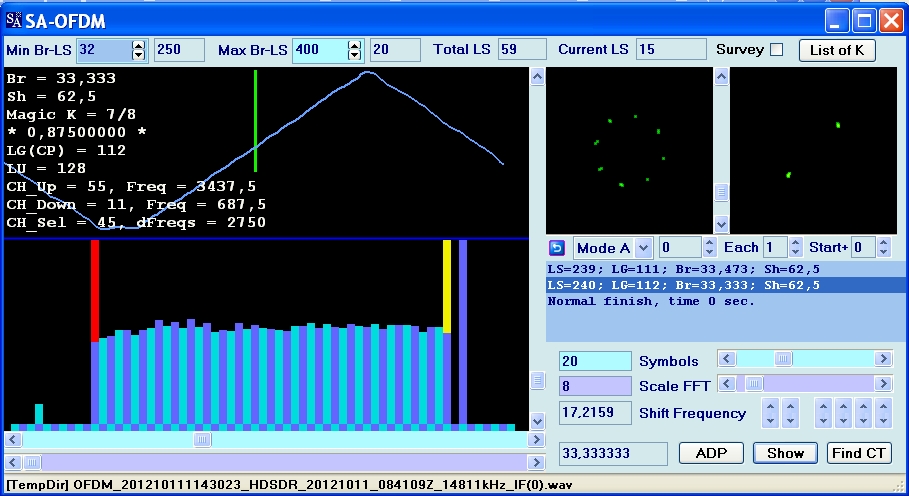 SA SA-OFDM
Min Br-LS 32 250 Max Br-LS 400 20 Total LS 59 Current LS 15 Survey List of K
Br = 33,333
Sh = 62,5
Magic K = 7/8
* 0,87500000 *
LG(CP) = 112
LU = 128
CH_Up = 55, Freq = 3437,5
CH_Down = 11, Freq = 687,5
CH_Sel = 45, dFreqs = 2750
Mode A 0 Each 1 Start+ 0
LS=239; LG=111; Br=33,473; Sh=62,5
LS=240; LG=112; Br=33,333; Sh=62,5
Normal finish, time 0 sec.
20 Symbols
8 Scale FFT
17,2159 Shift Frequency
33,333333 ADP Show Find CT
[TempDir] OFDM_201210111143023_HDSDR_20121011_084109Z_14811kHz_IF(0).wav